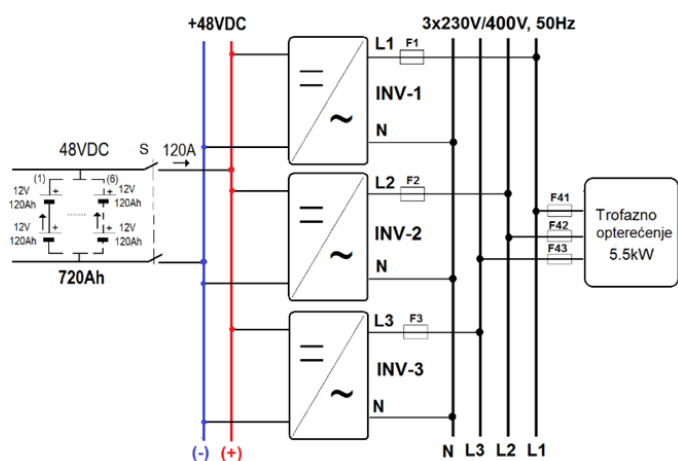 +48VDC
3x230V/400V, 50Hz
L1
F1
INV-1
N
48VDC
S
120A
(1)
(6)
12V
120Ah
+
+
12V
120Ah
12V
120Ah
+
+
12V
120Ah
720Ah
L2
F2
INV-2
N
F41
F42
F43
Trofazno
opterećenje
5.5kW
L3
F3
INV-3
N
(-)
(+)
N
L3
L2
L1